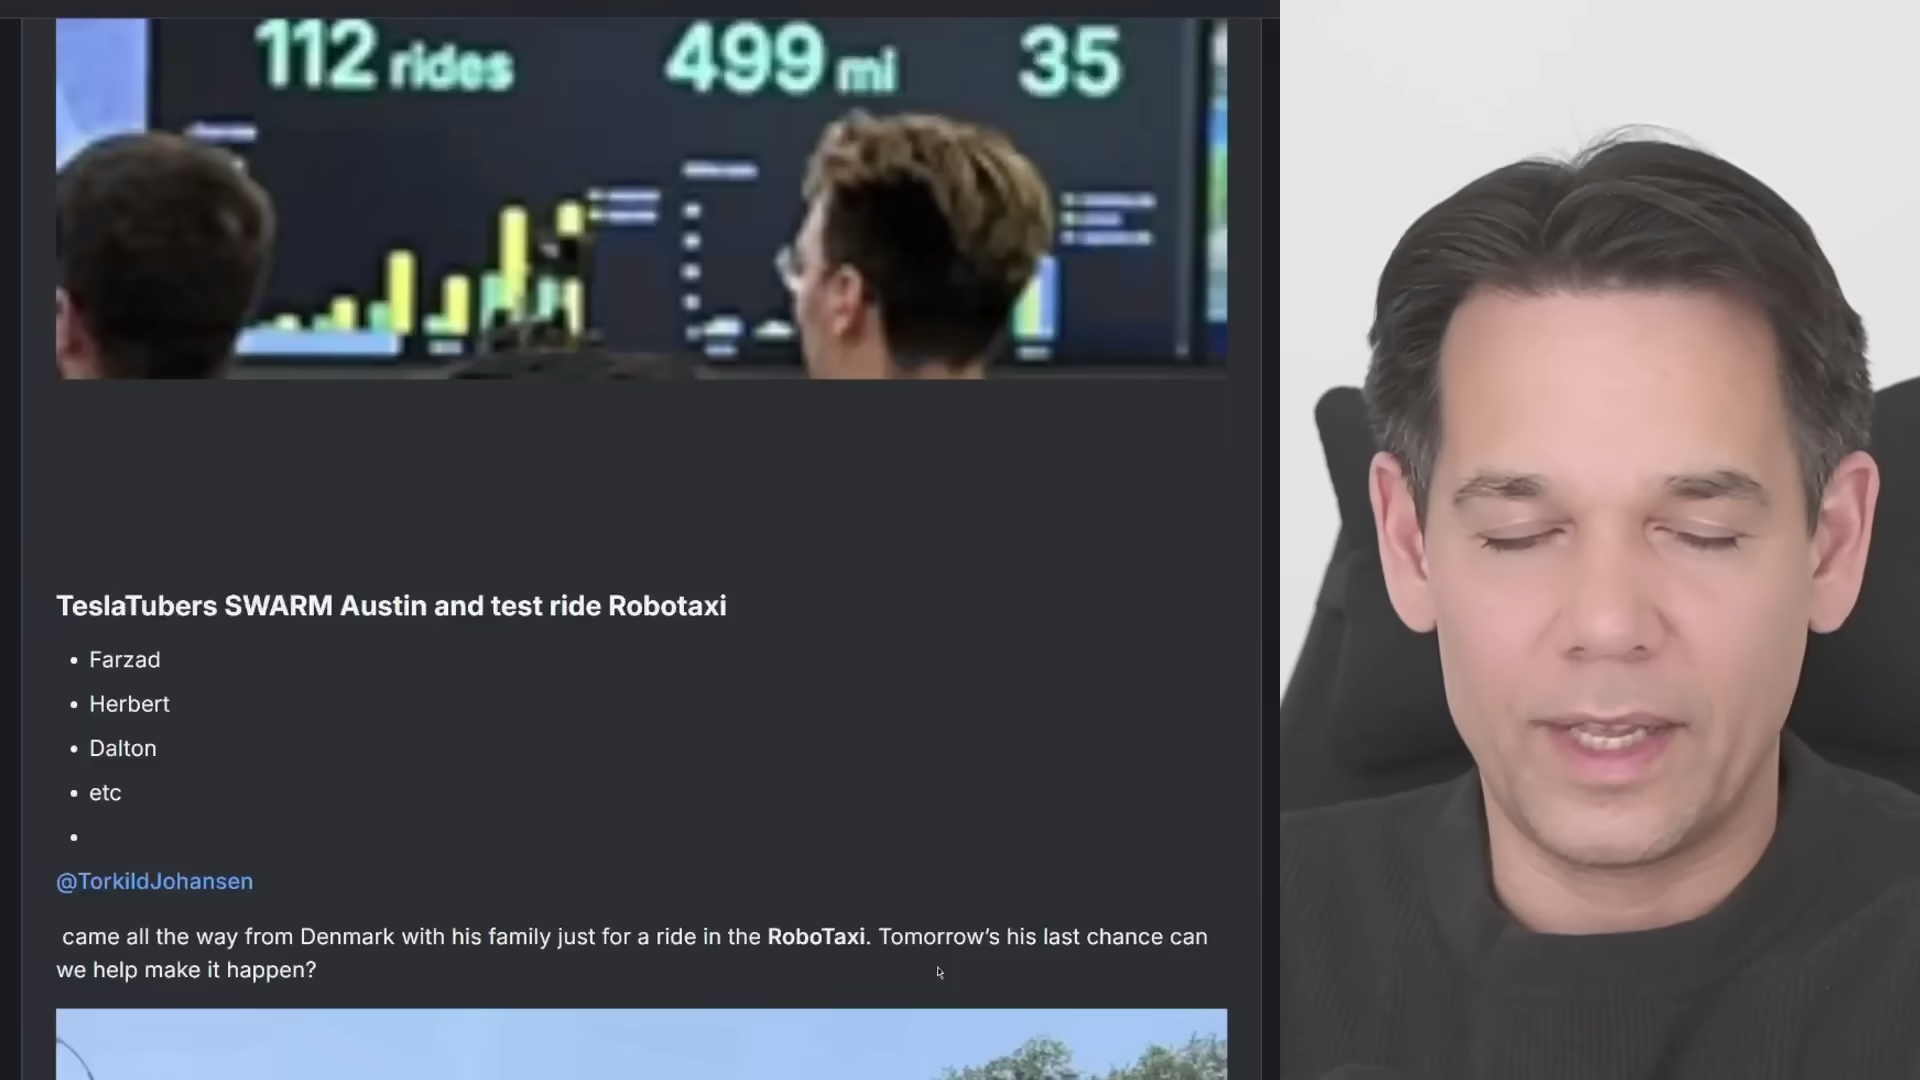 112 rides 499 mi 35
TeslaTubers SWARM Austin and test ride Robotaxi
• Farzad
• Herbert
• Dalton
• etc
•
@TorkildJohansen
came all the way from Denmark with his family just for a ride in the RoboTaxi. Tomorrow’s his last chance can
we help make it happen?